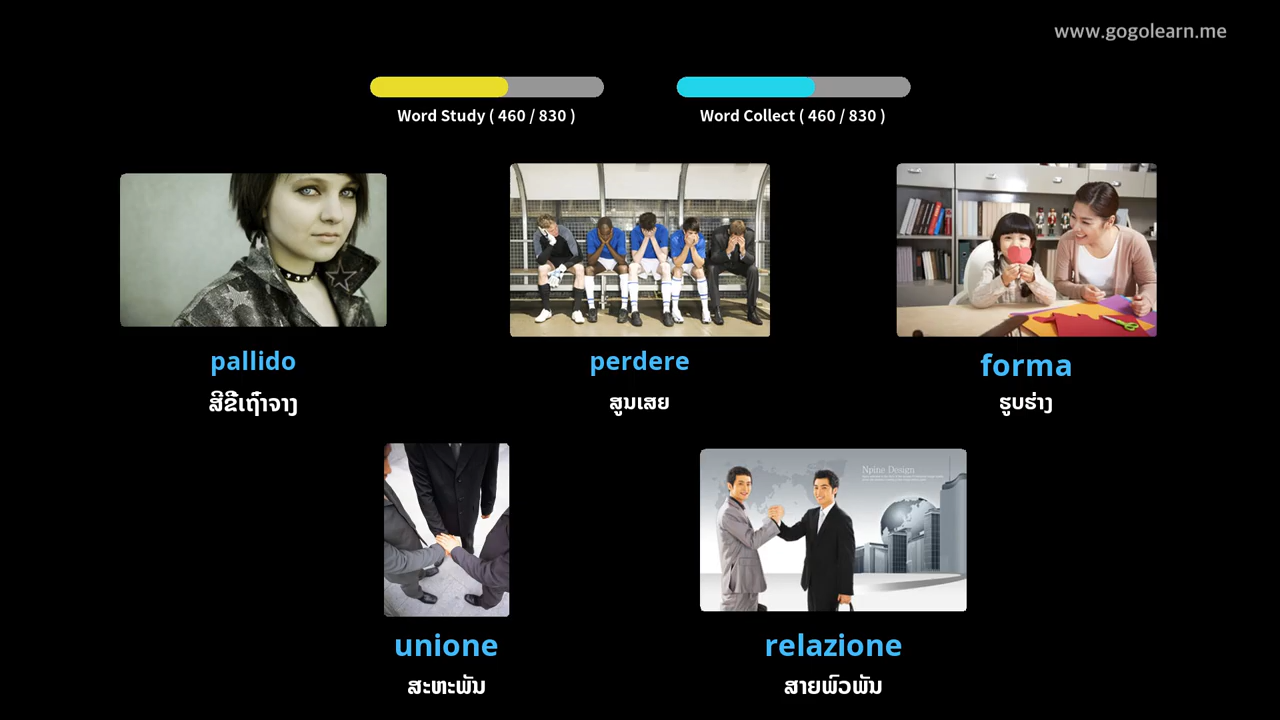 www.gogolearn.me
Word Study ( 460 / 830 )
Word Collect ( 460 / 830 )
pallido
ສີຂີ້ເຖົ່າຈາງ
perdere
ສູນເສຍ
forma
ຮູບຮ່າງ
Npine Design
unione
ສະຫະພັນ
relazione
ສາຍພົວພັນ